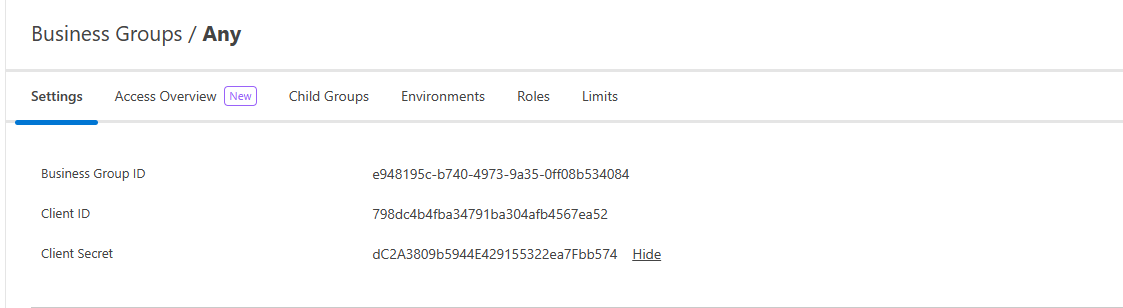 Business Groups / Any
Settings Access Overview New Child Groups Environments Roles Limits
Business Group ID e948195c-b740-4973-9a35-0ff08b534084
Client ID 798dc4b4fba34791ba304afb4567ea52
Client Secret dC2A3809b5944E429155322ea7Fbb574 Hide